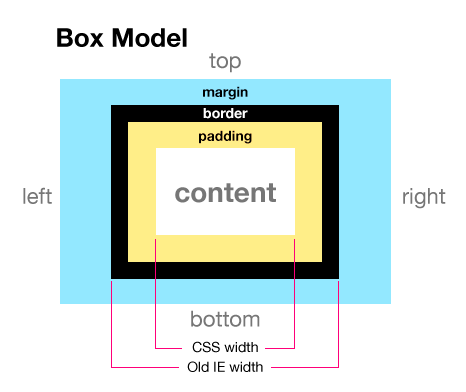 Box Model
top
margin
border
padding
left
content
right
bottom
CSS width
Old IE width